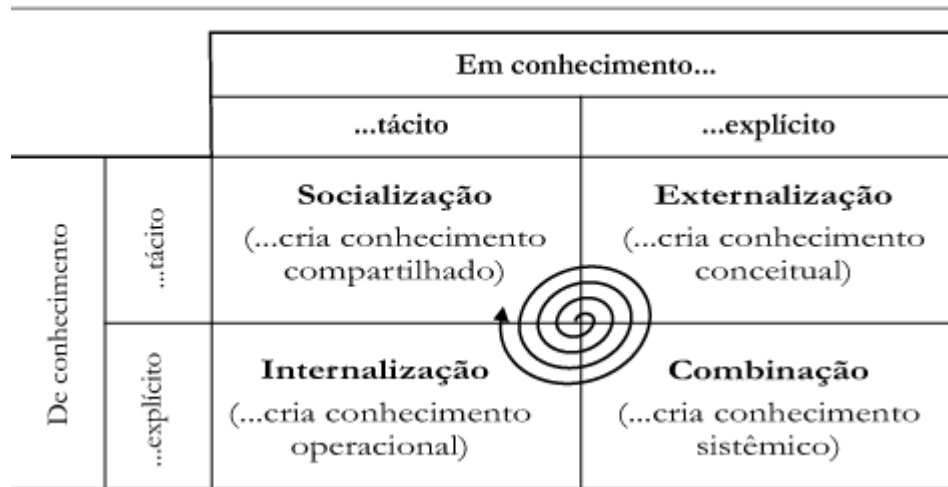 Em conhecimento...
...tácito
...explícito
De conhecimento
...tácito
Socialização
(...cria conhecimento
compartilhado)
Externalização
(...cria conhecimento
conceitual)
...explícito
Internalização
(...cria conhecimento
operacional)
Combinação
(...cria conhecimento
sistêmico)